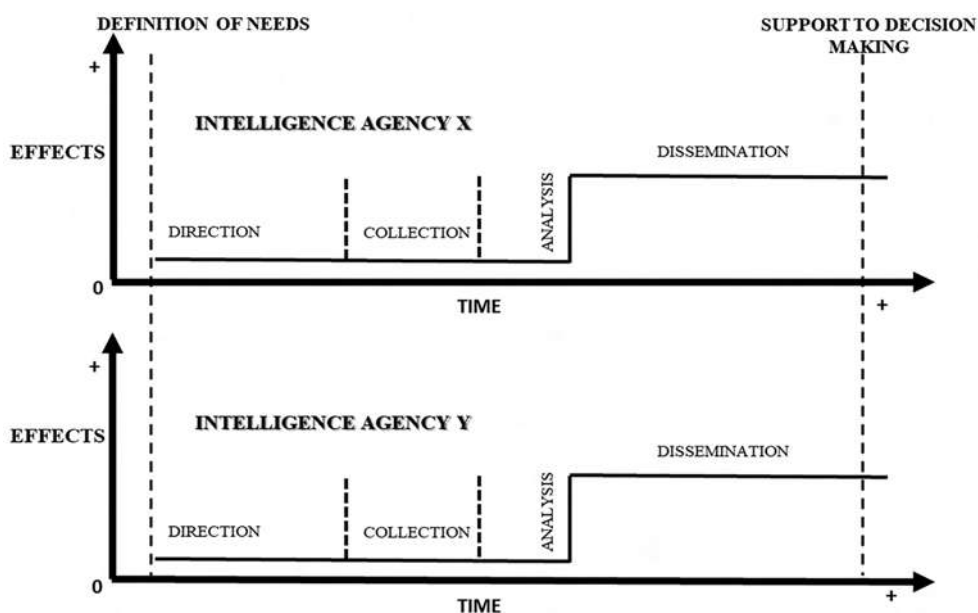 DEFINITION OF NEEDS
SUPPORT TO DECISION
MAKING
+
INTELLIGENCE AGENCY X
EFFECTS
DISSEMINATION
ANALYSIS
DIRECTION
COLLECTION
0
TIME
+
+
INTELLIGENCE AGENCY Y
EFFECTS
DISSEMINATION
ANALYSIS
DIRECTION
COLLECTION
0
TIME
+